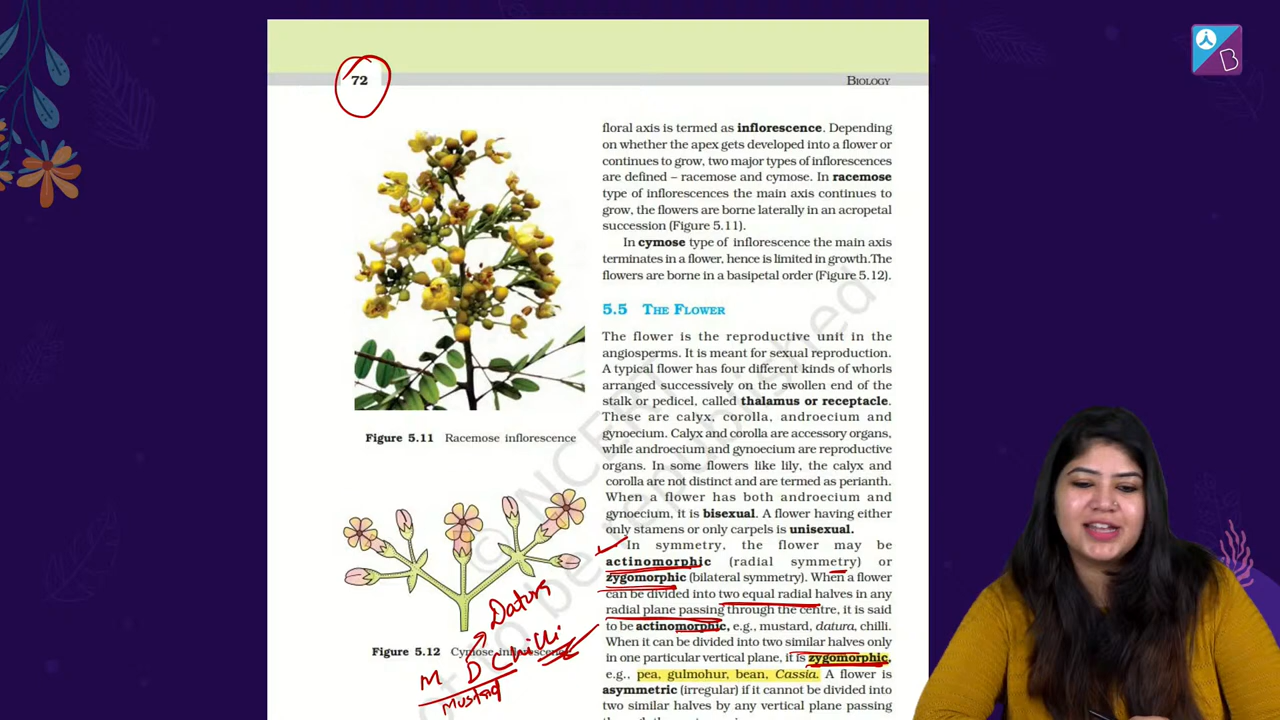 72
BIOLOGY
floral axis is termed as inflorescence. Depending
on whether the apex gets developed into a flower or
continues to grow, two major types of inflorescences
are defined – racemose and cymose. In racemose
type of inflorescences the main axis continues to
grow, the flowers are borne laterally in an acropetal
succession (Figure 5.11).
In cymose type of inflorescence the main axis
terminates in a flower, hence is limited in growth.The
flowers are borne in a basipetal order (Figure 5.12).
5.5 THE FLOWER
The flower is the reproductive unit in the
angiosperms. It is meant for sexual reproduction.
A typical flower has four different kinds of whorls
arranged successively on the swollen end of the
stalk or pedicel, called thalamus or receptacle.
These are calyx, corolla, androecium and
gynoecium. Calyx and corolla are accessory organs,
while androecium and gynoecium are reproductive
organs. In some flowers like lily, the calyx and
corolla are not distinct and are termed as perianth.
When a flower has both androecium and
gynoecium, it is bisexual. A flower having either
only stamens or only carpels is unisexual.
In symmetry, the flower may be
actinomorphic (radial symmetry) or
zygomorphic (bilateral symmetry). When a flower
can be divided into two equal radial halves in any
radial plane passing through the centre, it is said
to be actinomorphic, e.g., mustard, datura, chilli.
When it can be divided into two similar halves only
in one particular vertical plane, it is zygomorphic,
e.g., pea, gulmohur, bean, Cassia. A flower is
asymmetric (irregular) if it cannot be divided into
two similar halves by any vertical plane passing
Figure 5.11 Racemose inflorescence
Figure 5.12 Cymose inflorescence
Datura
M D Chilli
Mustard
© NCERT
not to be republished
B